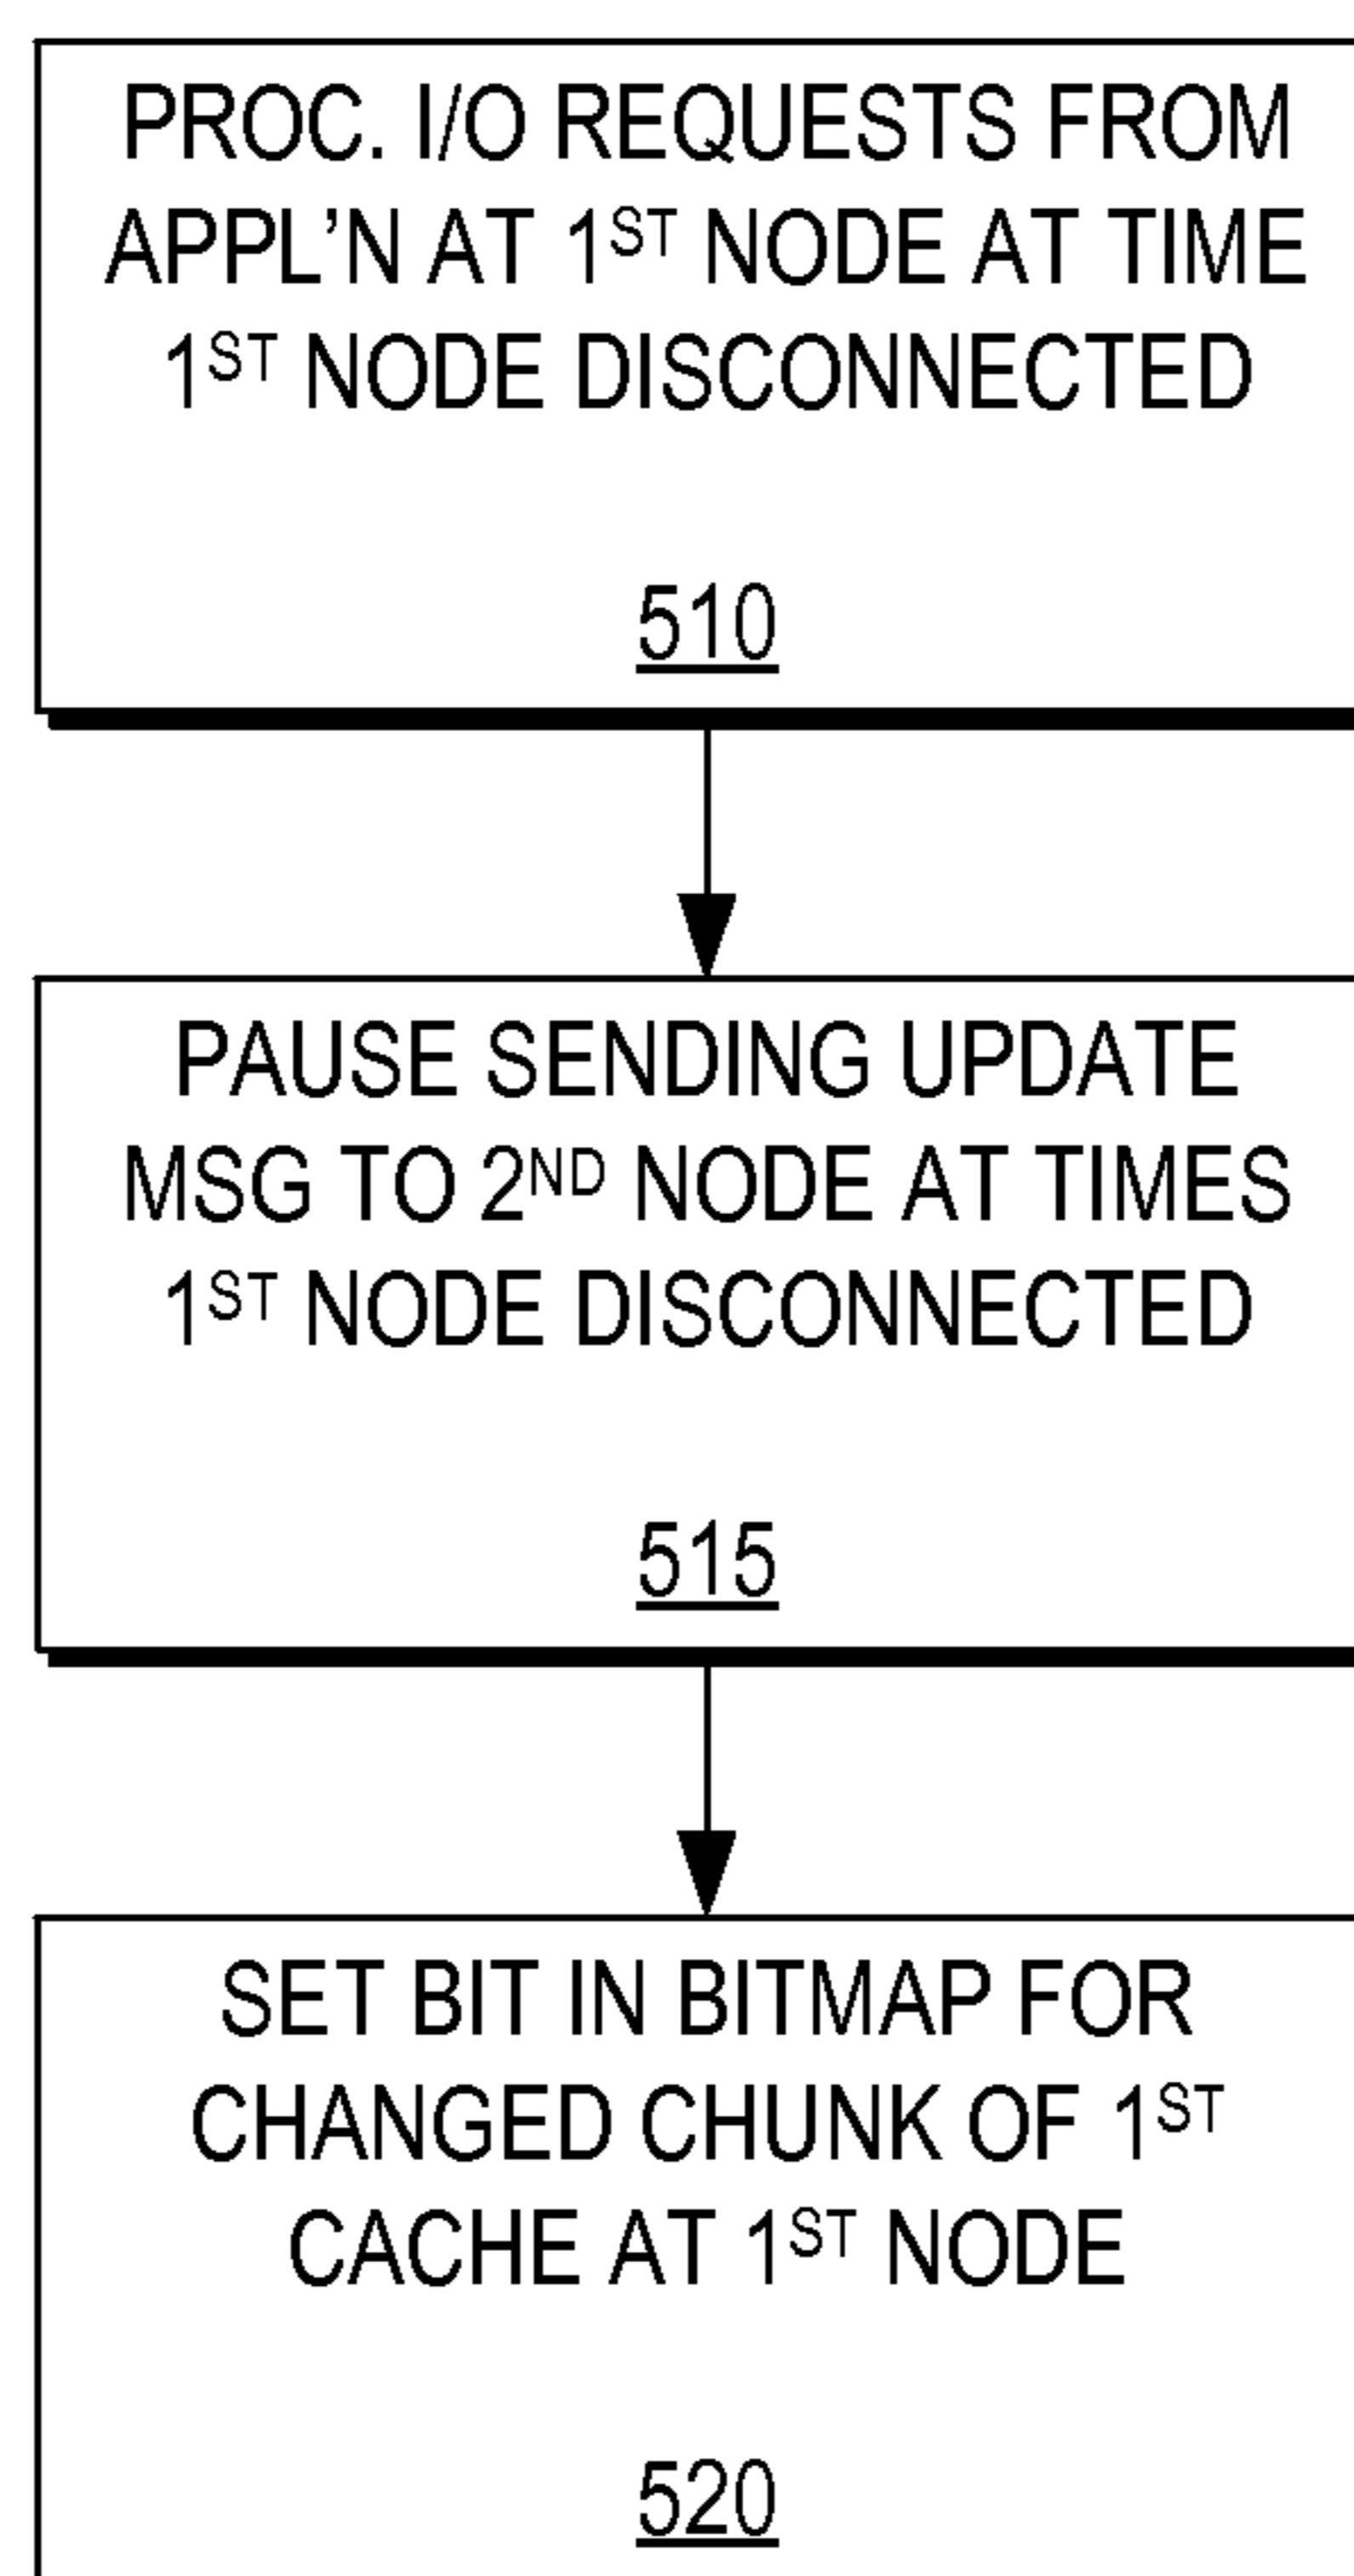 PROC. I/O REQUESTS FROM
APPL’N AT 1ST NODE AT TIME
1ST NODE DISCONNECTED
510
PAUSE SENDING UPDATE
MSG TO 2ND NODE AT TIMES
1ST NODE DISCONNECTED
515
SET BIT IN BITMAP FOR
CHANGED CHUNK OF 1ST
CACHE AT 1ST NODE
520